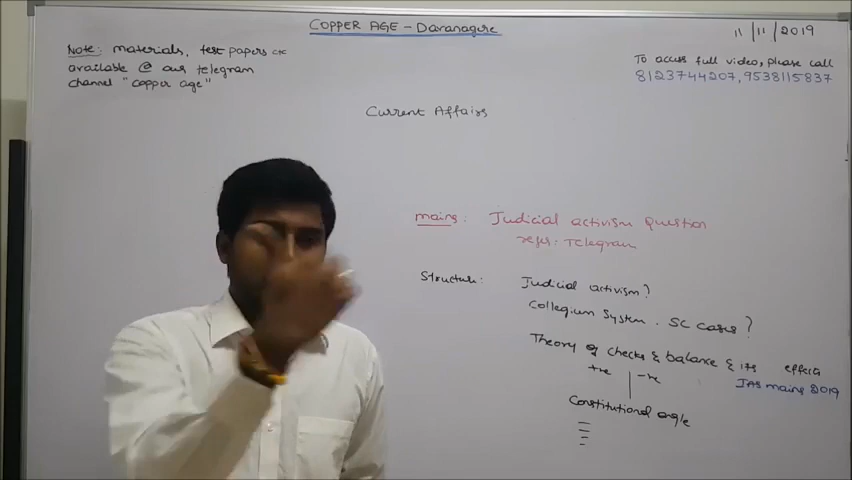 COPPER AGE - Davanagere
11/11/2019
Note: materials, test papers etc
available @ our telegram
channel "copper age"
To access full video, please call
8123744207, 9538115837
Current Affairs
mains: Judicial activism Question
refer: Telegram
Structure: Judicial activism?
Collegium System. SC Cases?
Theory of checks & balance & its effects
+ve -ve
IAS mains 2019
Constitutional angle